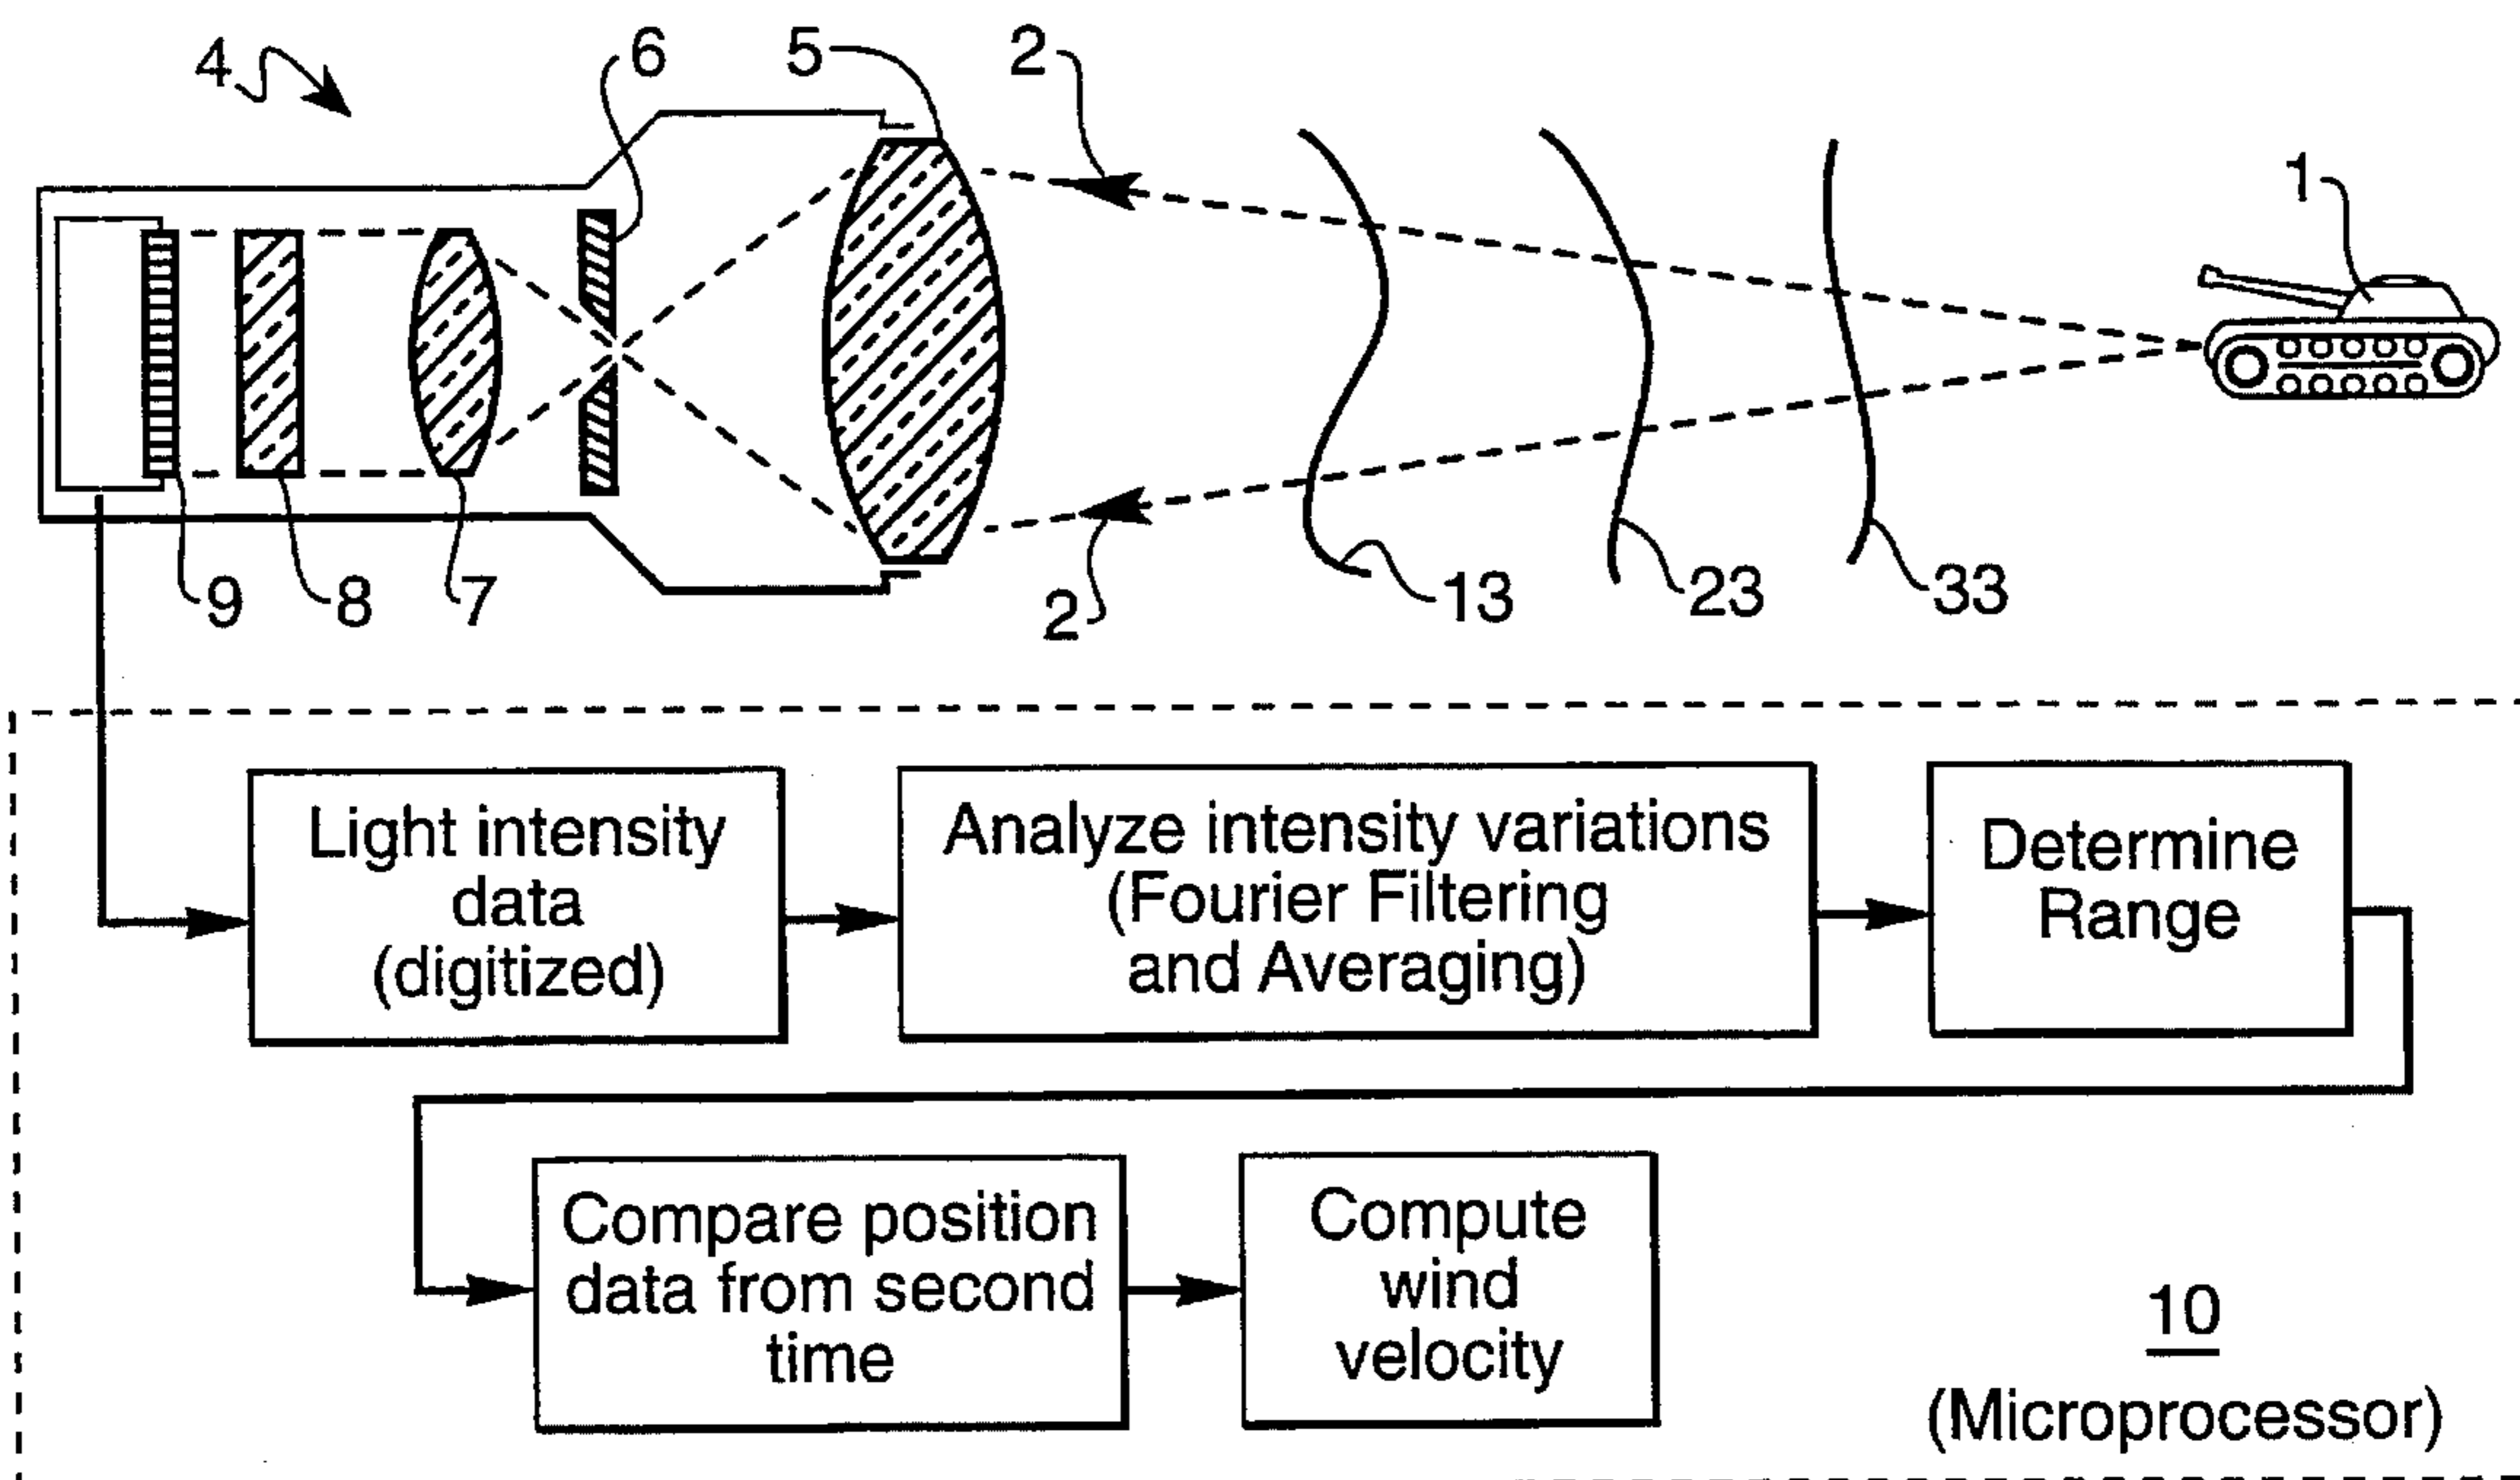 4
6
5
2
1
9
8
7
2
13
23
33
Light intensity
data
(digitized)
Analyze intensity variations
(Fourier Filtering
and Averaging)
Determine
Range
Compare position
data from second
time
Compute
wind
velocity
10
(Microprocessor)